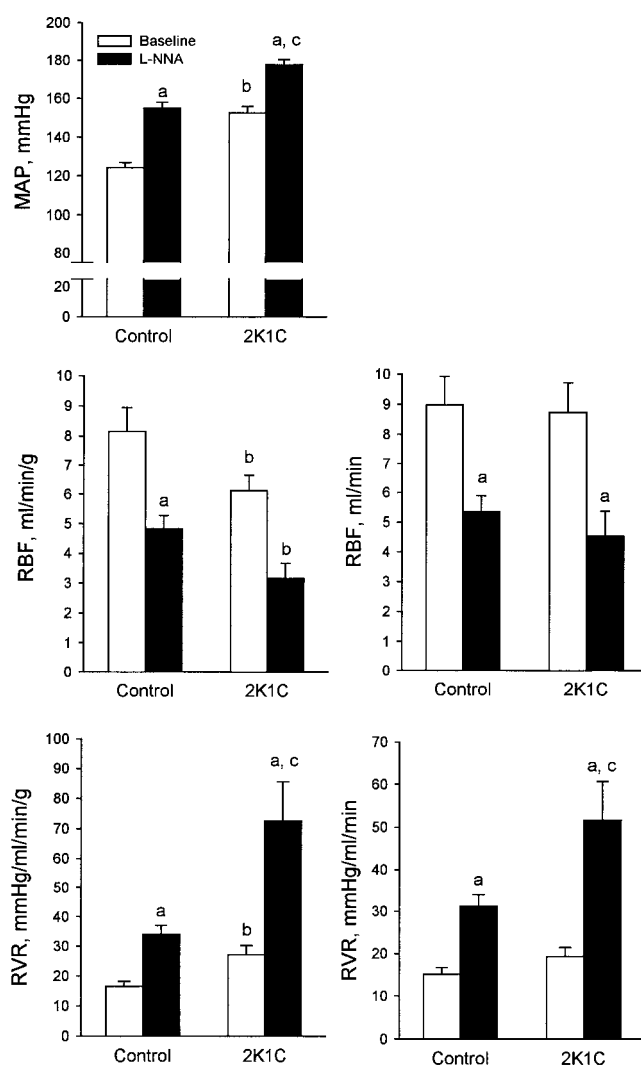 MAP, mmHg
200
180
160
140
120
100
80
20
0
Baseline
L-NNA
a
b
a, c
Control
2K1C
RBF, ml/min/g
10
9
8
7
6
5
4
3
2
1
0
a
b
b
Control
2K1C
RBF, ml/min
10
9
8
7
6
5
4
3
2
1
0
a
a
Control
2K1C
RVR, mmHg/ml/min/g
100
90
80
70
60
50
40
30
20
10
0
a
b
a, c
Control
2K1C
RVR, mmHg/ml/min
70
60
50
40
30
20
10
0
a
a, c
Control
2K1C